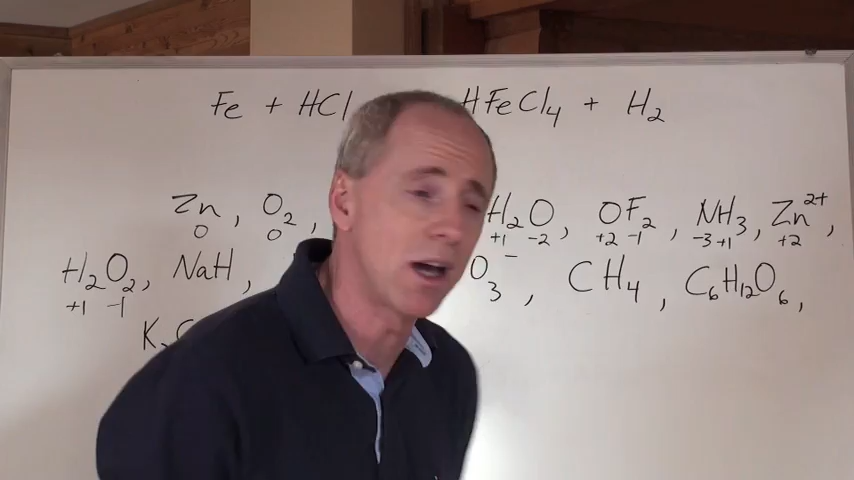 Fe + HCl HFeCl₄ + H₂
Zn , O₂ , H₂O , OF₂ , NH₃ , Zn²⁺ ,
0 0 +1 -2 +2 -1 -3 +1 +2
H₂O₂ , NaH , O₃⁻ , CH₄ , C₆H₁₂O₆ ,
+1 -1
K₂